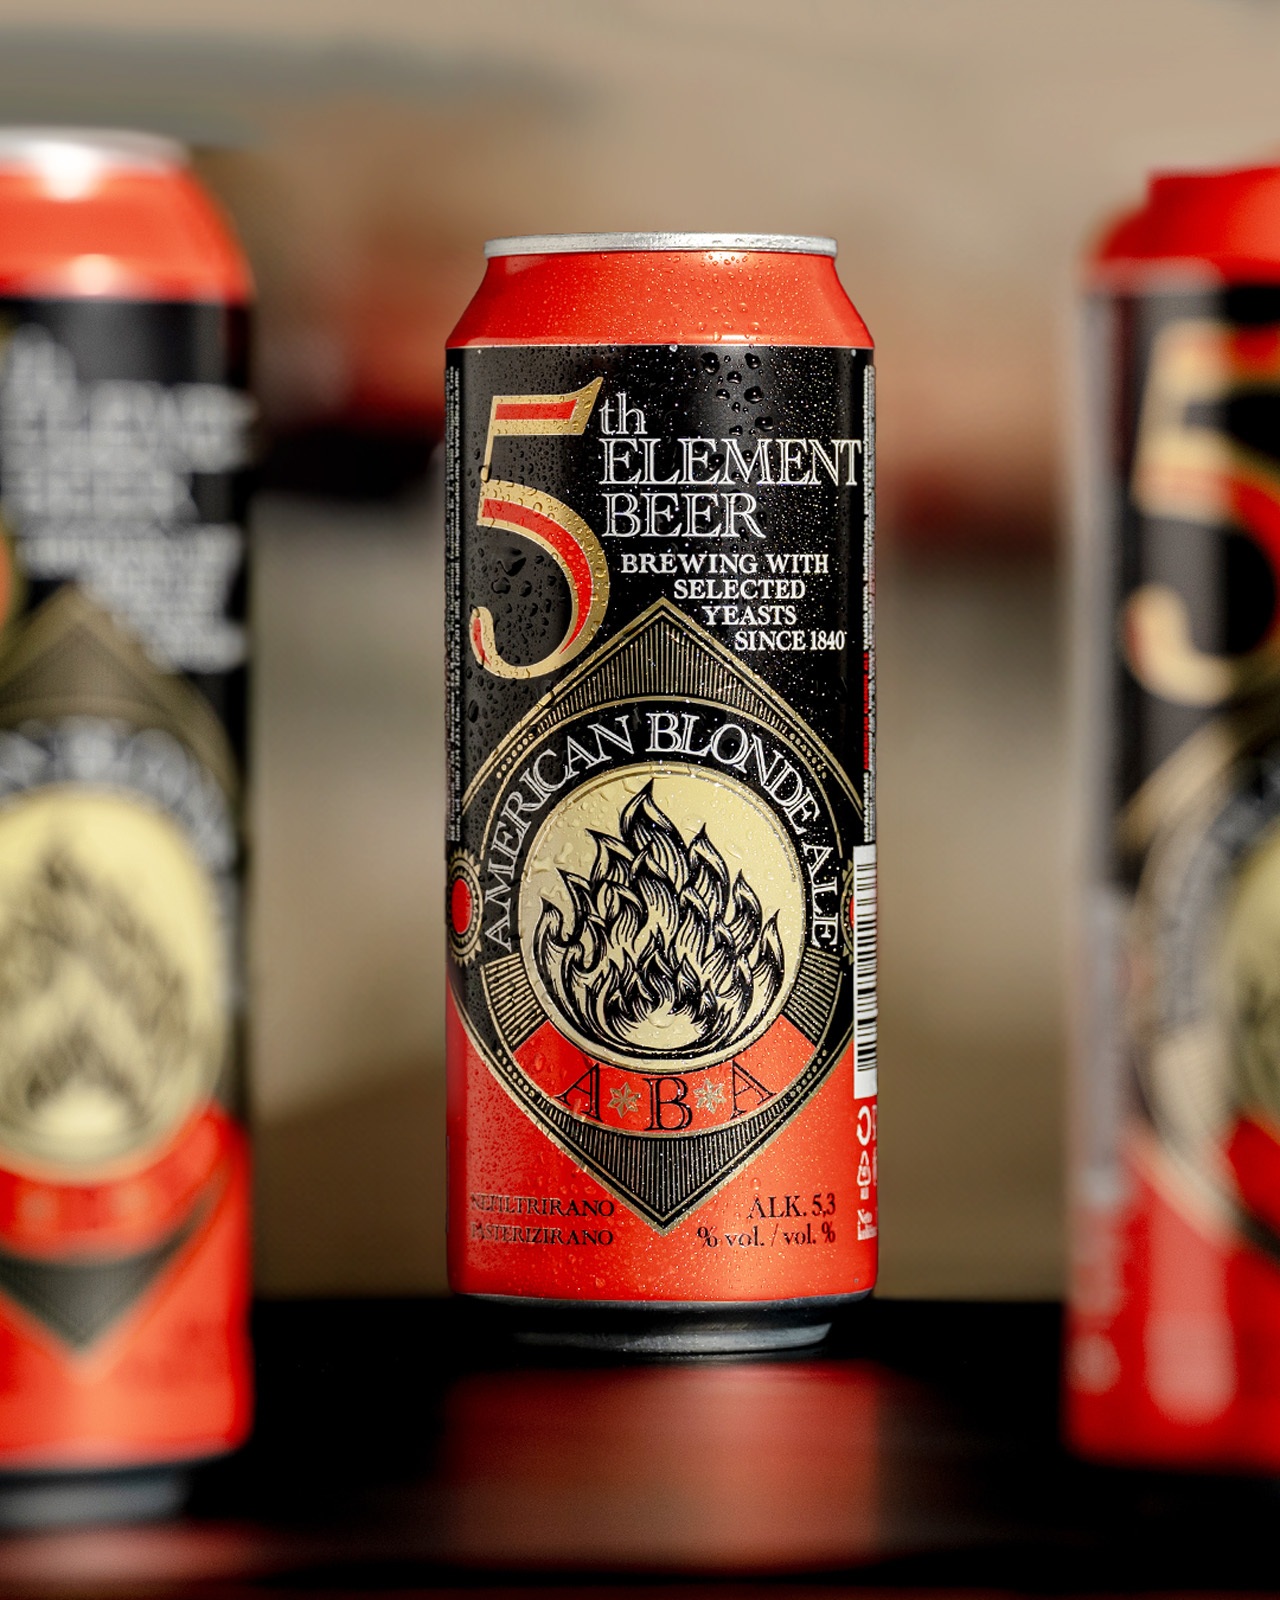 5th
ELEMENT
BEER
BREWING WITH
SELECTED
YEASTS
SINCE 1840
AMERICAN BLONDE ALE
A B A
NEFILTRIRANO
PASTERIZIRANO
ALK. 5,3
% vol. / vol. %